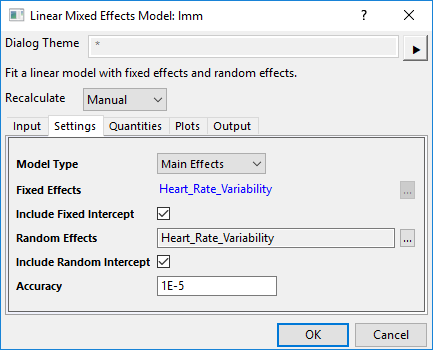 Linear Mixed Effects Model: lmm
?
Dialog Theme *
Fit a linear model with fixed effects and random effects.
Recalculate Manual
Input Settings Quantities Plots Output
Model Type Main Effects
Fixed Effects Heart_Rate_Variability ...
Include Fixed Intercept
Random Effects Heart_Rate_Variability ...
Include Random Intercept
Accuracy 1E-5
OK Cancel